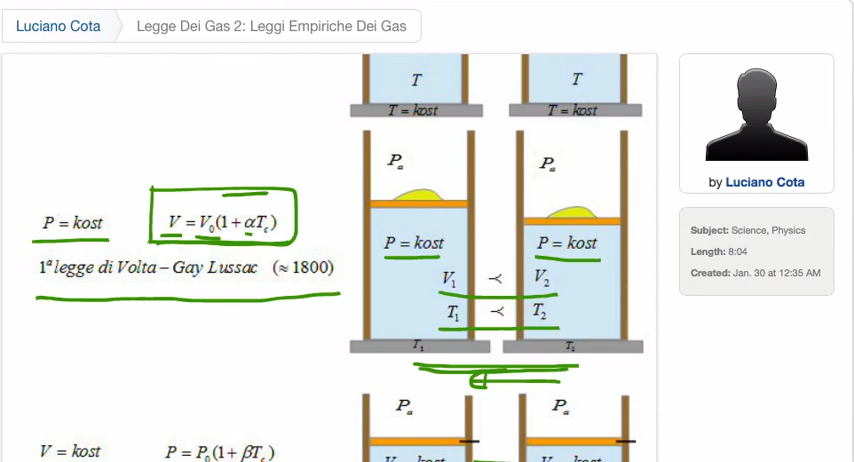 Luciano Cota Legge Dei Gas 2: Leggi Empiriche Dei Gas
T T
T = kost T = kost
Pa Pa
P = kost V = V0(1 + αTc)
P = kost P = kost
1ª legge di Volta – Gay Lussac (≈ 1800)
V1 ≺ V2
T1 ≺ T2
T1
Pa Pa
V = kost P = P0(1 + βTc)
V = kost V = kost
by Luciano Cota
Subject: Science, Physics
Length: 8:04
Created: Jan. 30 at 12:35 AM